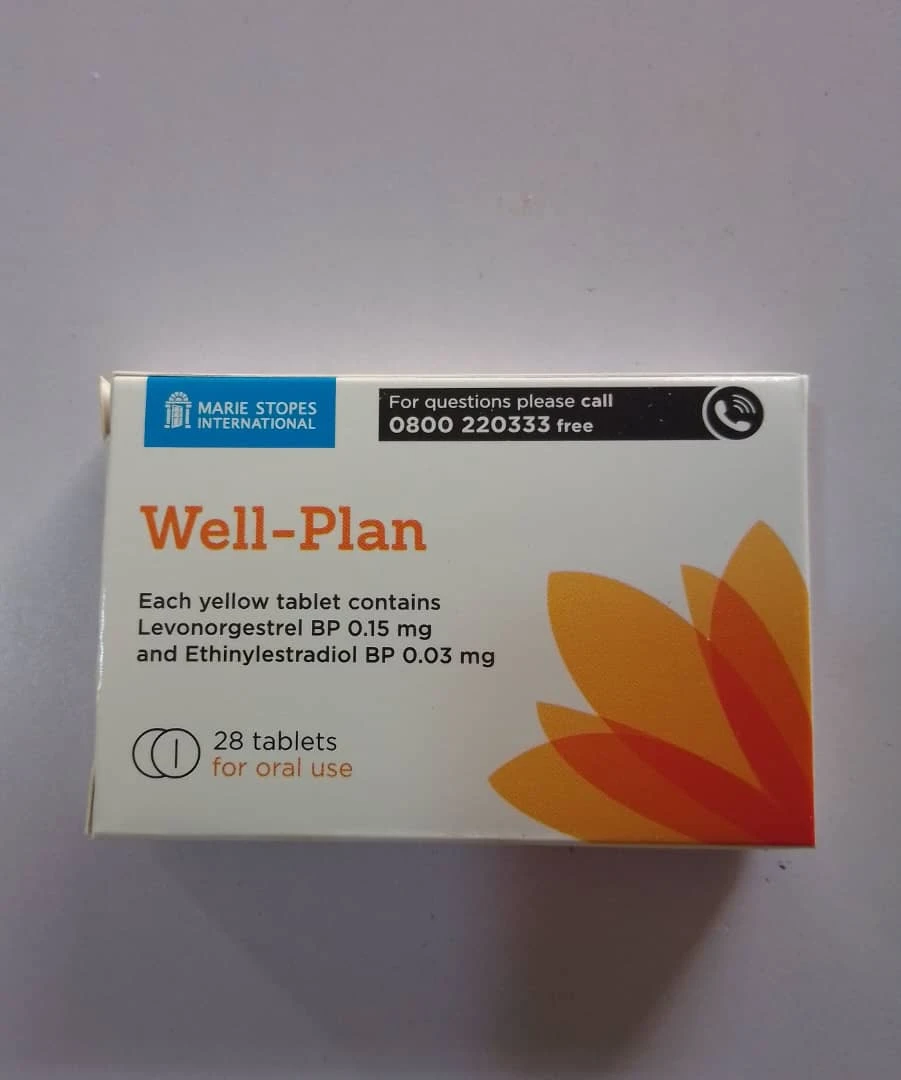 MARIE STOPES
INTERNATIONAL
For questions please call
0800 220333 free
Well-Plan
Each yellow tablet contains
Levonorgestrel BP 0.15 mg
and Ethinylestradiol BP 0.03 mg
28 tablets
for oral use